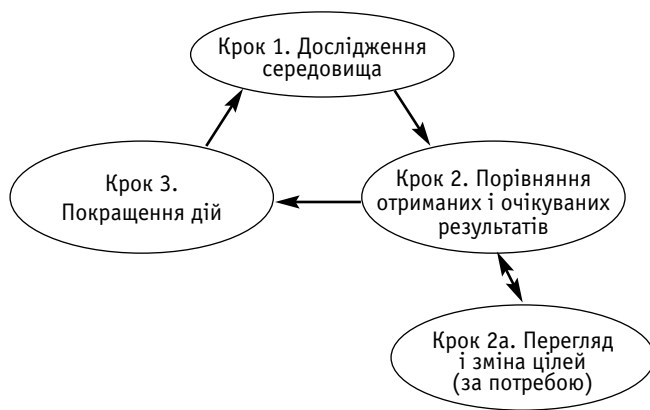 Крок 1. Дослідження
середовища
Крок 3.
Покращення дій
Крок 2. Порівняння
отриманих і очікуваних
результатів
Крок 2а. Перегляд
і зміна цілей
(за потребою)